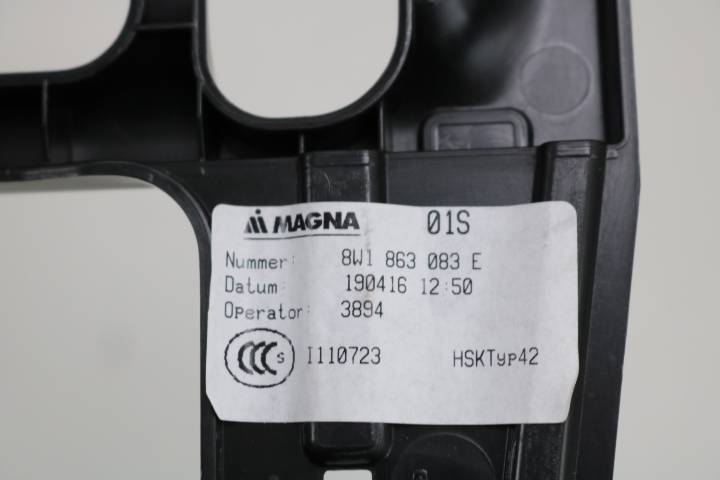 MAGNA 01S
Nummer: 8W1 863 083 E
Datum: 190416 12:50
Operator: 3894
CCC S I110723 HSKTyp42